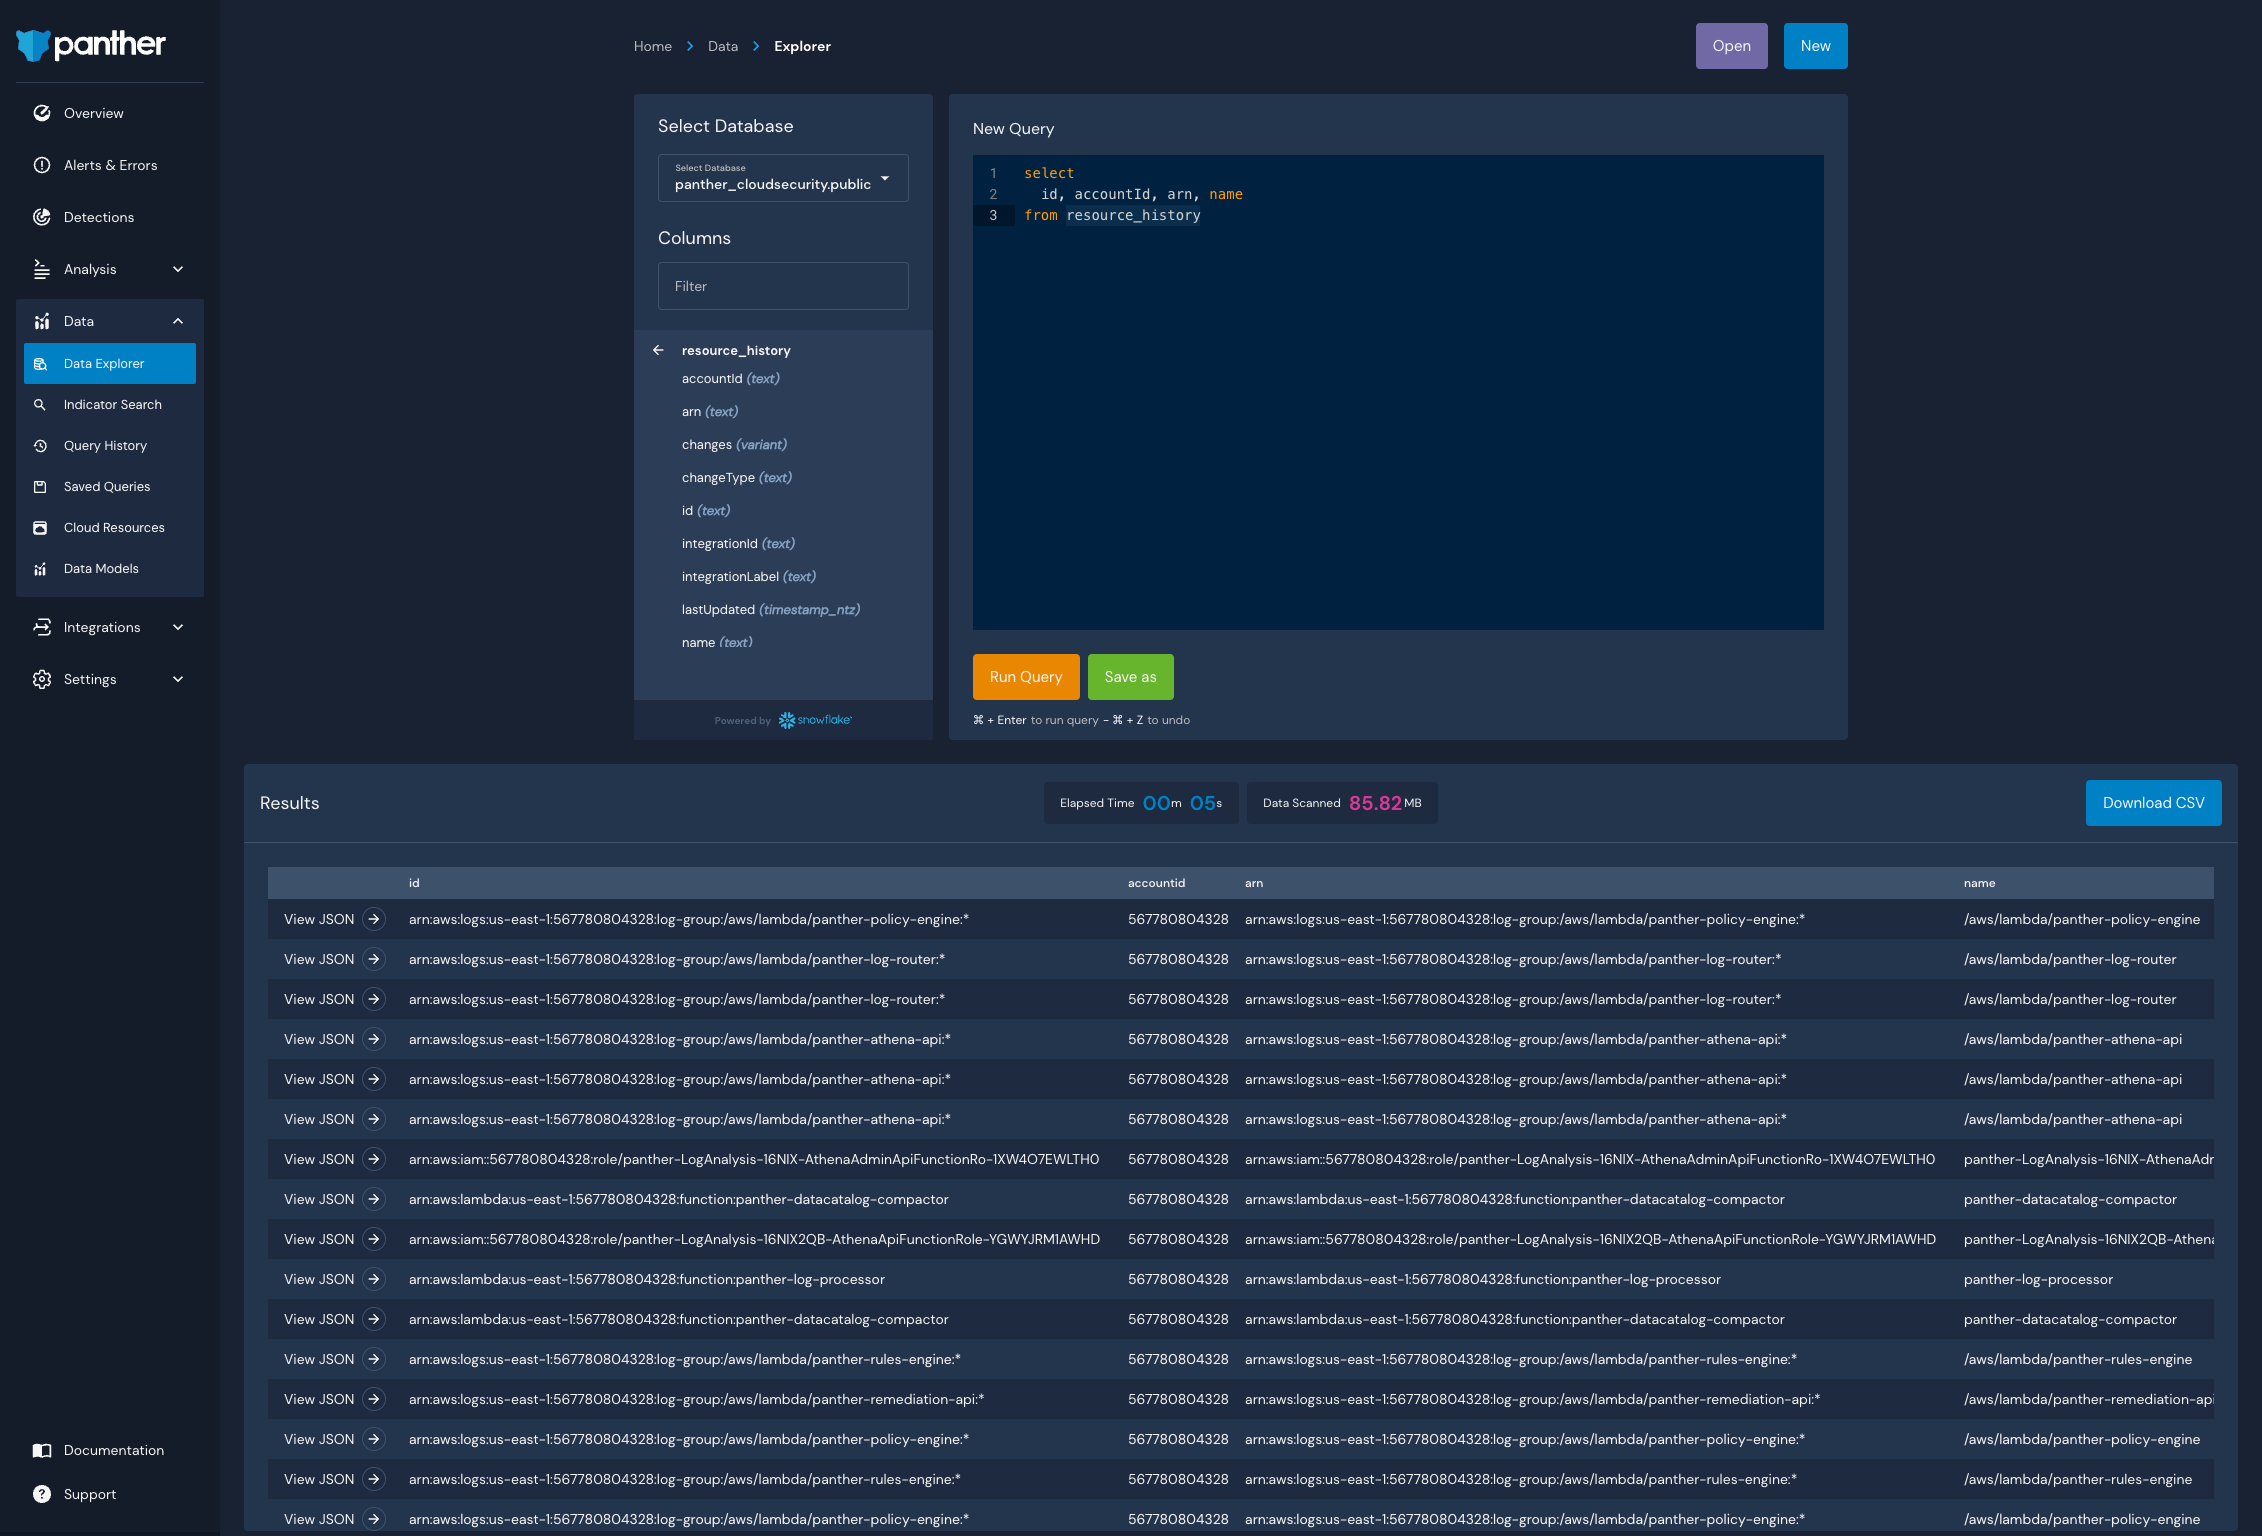 panther
Overview
Alerts & Errors
Detections
Analysis
Data
Data Explorer
Indicator Search
Query History
Saved Queries
Cloud Resources
Data Models
Integrations
Settings
Documentation
Support
Home Data Explorer
Open New
Select Database
Select Database
panther_cloudsecurity.public
Columns
Filter
resource_history
accountId (text)
arn (text)
changes (variant)
changeType (text)
id (text)
integrationId (text)
integrationLabel (text)
lastUpdated (timestamp_ntz)
name (text)
Powered by snowflake
New Query
1 select
2 id, accountId, arn, name
3 from resource_history
Run Query Save as
⌘ + Enter to run query - ⌘ + Z to undo
Results Elapsed Time 00m 05s Data Scanned 85.82 MB Download CSV
id accountid arn name
View JSON arn:aws:logs:us-east-1:567780804328:log-group:/aws/lambda/panther-policy-engine:* 567780804328 arn:aws:logs:us-east-1:567780804328:log-group:/aws/lambda/panther-policy-engine:* /aws/lambda/panther-policy-engine
View JSON arn:aws:logs:us-east-1:567780804328:log-group:/aws/lambda/panther-log-router:* 567780804328 arn:aws:logs:us-east-1:567780804328:log-group:/aws/lambda/panther-log-router:* /aws/lambda/panther-log-router
View JSON arn:aws:logs:us-east-1:567780804328:log-group:/aws/lambda/panther-log-router:* 567780804328 arn:aws:logs:us-east-1:567780804328:log-group:/aws/lambda/panther-log-router:* /aws/lambda/panther-log-router
View JSON arn:aws:logs:us-east-1:567780804328:log-group:/aws/lambda/panther-athena-api:* 567780804328 arn:aws:logs:us-east-1:567780804328:log-group:/aws/lambda/panther-athena-api:* /aws/lambda/panther-athena-api
View JSON arn:aws:logs:us-east-1:567780804328:log-group:/aws/lambda/panther-athena-api:* 567780804328 arn:aws:logs:us-east-1:567780804328:log-group:/aws/lambda/panther-athena-api:* /aws/lambda/panther-athena-api
View JSON arn:aws:logs:us-east-1:567780804328:log-group:/aws/lambda/panther-athena-api:* 567780804328 arn:aws:logs:us-east-1:567780804328:log-group:/aws/lambda/panther-athena-api:* /aws/lambda/panther-athena-api
View JSON arn:aws:iam::567780804328:role/panther-LogAnalysis-16NIX-AthenaAdminApiFunctionRo-1XW4O7EWLTH0 567780804328 arn:aws:iam::567780804328:role/panther-LogAnalysis-16NIX-AthenaAdminApiFunctionRo-1XW4O7EWLTH0 panther-LogAnalysis-16NIX-AthenaAdr
View JSON arn:aws:lambda:us-east-1:567780804328:function:panther-datacatalog-compactor 567780804328 arn:aws:lambda:us-east-1:567780804328:function:panther-datacatalog-compactor panther-datacatalog-compactor
View JSON arn:aws:iam::567780804328:role/panther-LogAnalysis-16NIX2QB-AthenaApiFunctionRole-YGWYJRM1AWHD 567780804328 arn:aws:iam::567780804328:role/panther-LogAnalysis-16NIX2QB-AthenaApiFunctionRole-YGWYJRM1AWHD panther-LogAnalysis-16NIX2QB-Athena
View JSON arn:aws:lambda:us-east-1:567780804328:function:panther-log-processor 567780804328 arn:aws:lambda:us-east-1:567780804328:function:panther-log-processor panther-log-processor
View JSON arn:aws:lambda:us-east-1:567780804328:function:panther-datacatalog-compactor 567780804328 arn:aws:lambda:us-east-1:567780804328:function:panther-datacatalog-compactor panther-datacatalog-compactor
View JSON arn:aws:logs:us-east-1:567780804328:log-group:/aws/lambda/panther-rules-engine:* 567780804328 arn:aws:logs:us-east-1:567780804328:log-group:/aws/lambda/panther-rules-engine:* /aws/lambda/panther-rules-engine
View JSON arn:aws:logs:us-east-1:567780804328:log-group:/aws/lambda/panther-remediation-api:* 567780804328 arn:aws:logs:us-east-1:567780804328:log-group:/aws/lambda/panther-remediation-api:* /aws/lambda/panther-remediation-api
View JSON arn:aws:logs:us-east-1:567780804328:log-group:/aws/lambda/panther-policy-engine:* 567780804328 arn:aws:logs:us-east-1:567780804328:log-group:/aws/lambda/panther-policy-engine:* /aws/lambda/panther-policy-engine
View JSON arn:aws:logs:us-east-1:567780804328:log-group:/aws/lambda/panther-rules-engine:* 567780804328 arn:aws:logs:us-east-1:567780804328:log-group:/aws/lambda/panther-rules-engine:* /aws/lambda/panther-rules-engine
View JSON arn:aws:logs:us-east-1:567780804328:log-group:/aws/lambda/panther-policy-engine:* 567780804328 arn:aws:logs:us-east-1:567780804328:log-group:/aws/lambda/panther-policy-engine:* /aws/lambda/panther-policy-engine